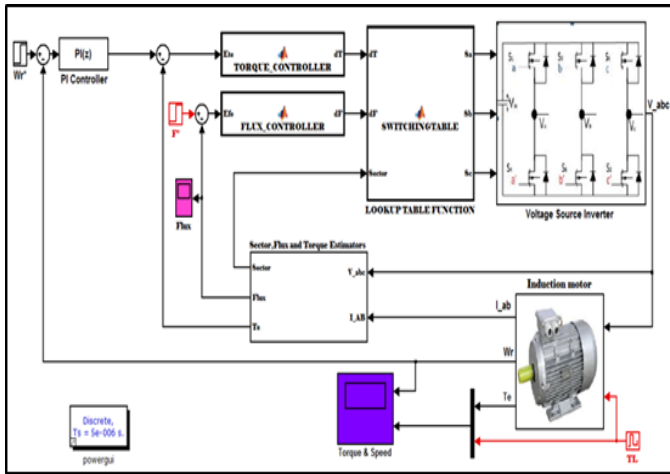 Wr*
PI(z)
PI Controller
Ete
dT
TORQUE_CONTROLLER
F*
Efe
dF
FLUX_CONTROLLER
dT
dF
Sector
Sa
Sb
Sc
SWITCHINGTABLE
LOOKUP TABLE FUNCTION
V_abc
Voltage Source Inverter
Flux
Sector,Flux and Torque Estimators
Sector
Flux
Te
V_abc
I_AB
Induction motor
I_ab
Wr
Te
Torque & Speed
TL
Discrete,
Ts = 5e-006 s.
powergui